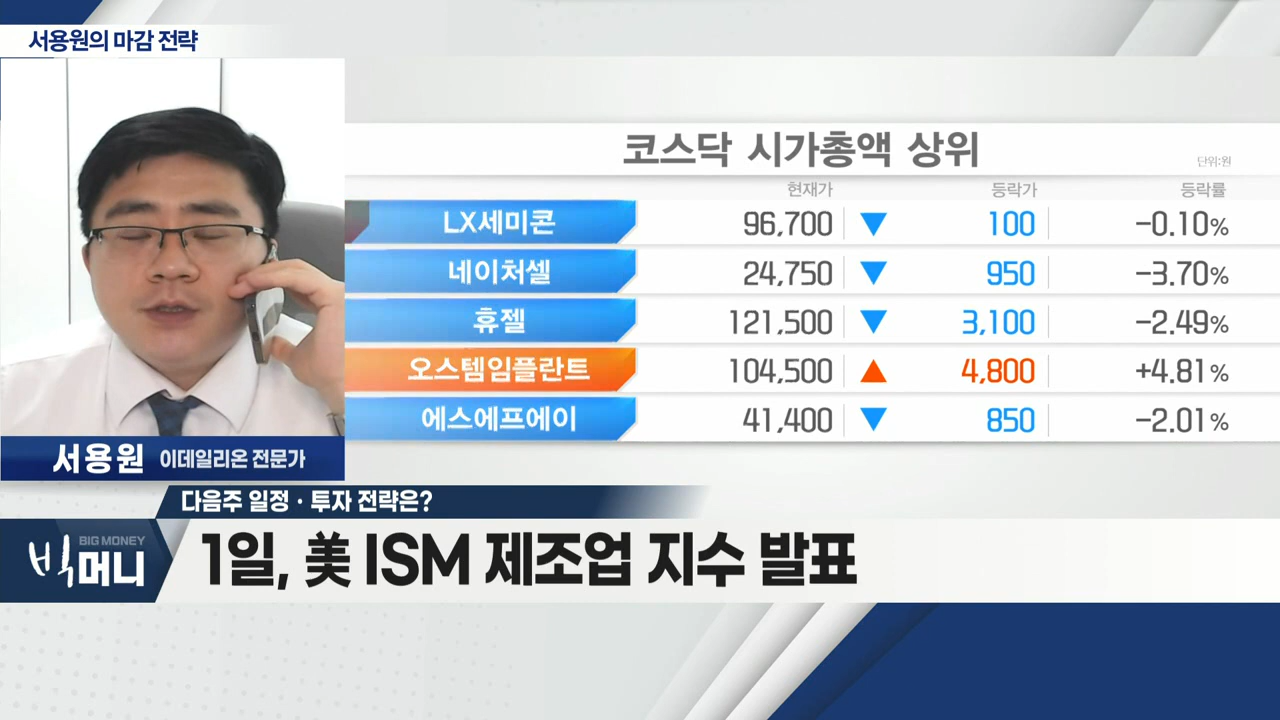 서용원의 마감 전략
코스닥 시가총액 상위
단위:원
현재가 등락가 등락률
LX세미콘 96,700 ▼ 100 -0.10%
네이처셀 24,750 ▼ 950 -3.70%
휴젤 121,500 ▼ 3,100 -2.49%
오스템임플란트 104,500 ▲ 4,800 +4.81%
에스에프에이 41,400 ▼ 850 -2.01%
서용원 이데일리온 전문가
다음주 일정·투자 전략은?
BIG MONEY
빅머니
1일, 美 ISM 제조업 지수 발표